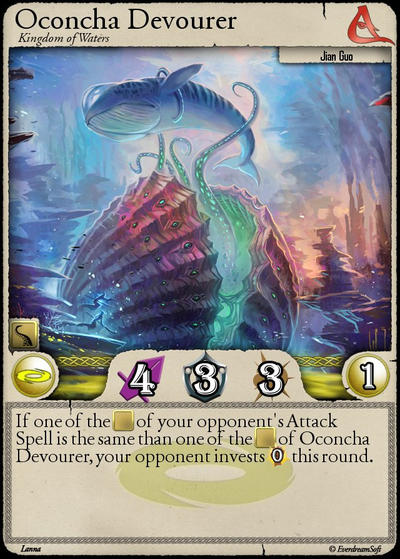 Oconcha Devourer
Kingdom of Waters
Jian Guo
4 3 3 1
If one of the of your opponent's Attack
Spell is the same than one of the of Oconcha
Devourer, your opponent invests 0 this round.
Lanna © EverdreamSoft